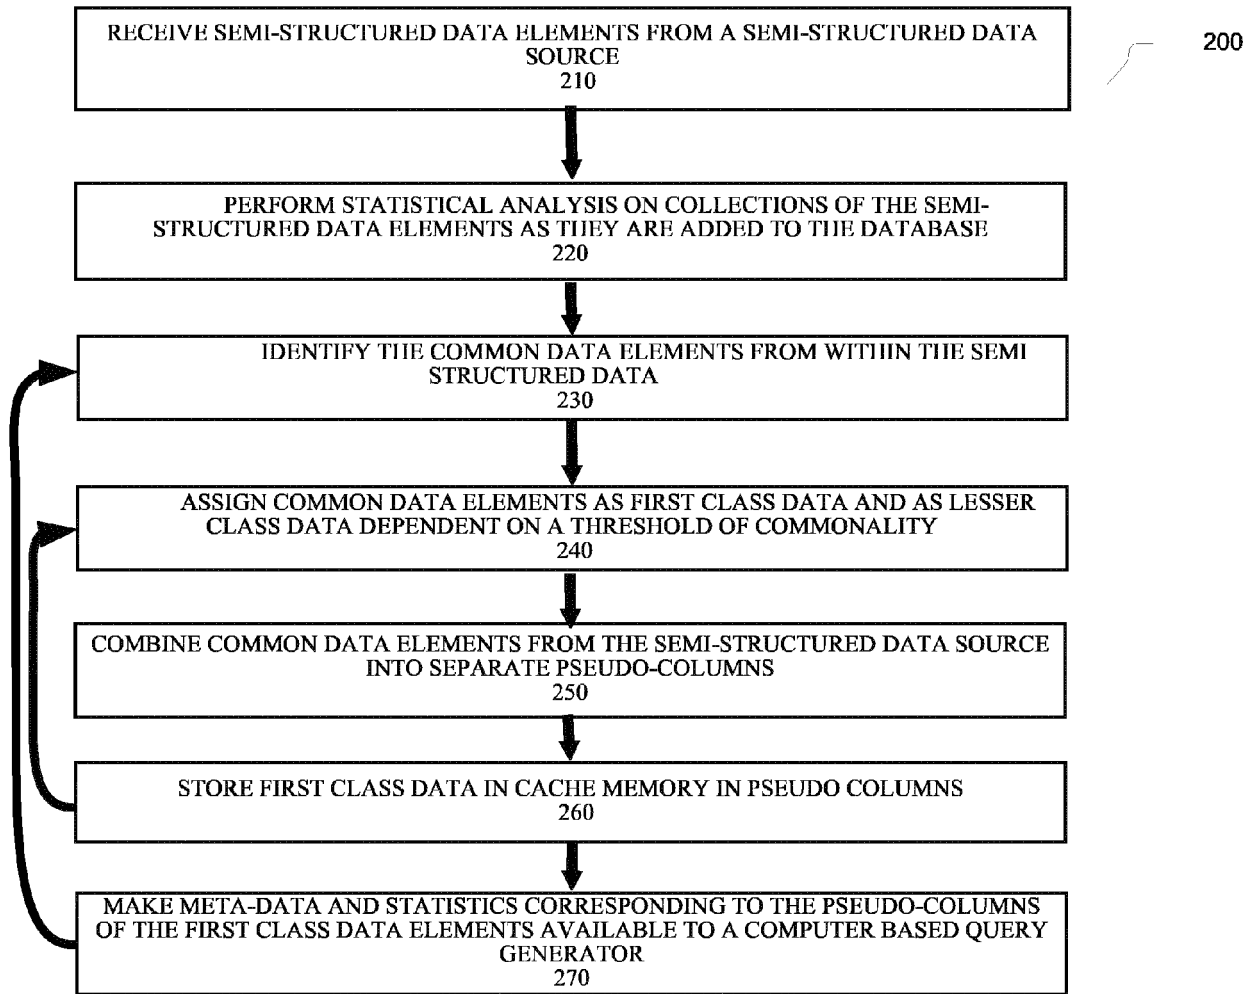 RECEIVE SEMI-STRUCTURED DATA ELEMENTS FROM A SEMI-STRUCTURED DATA
SOURCE
210
200
PERFORM STATISTICAL ANALYSIS ON COLLECTIONS OF THE SEMI-
STRUCTURED DATA ELEMENTS AS THEY ARE ADDED TO THE DATABASE
220
IDENTIFY THE COMMON DATA ELEMENTS FROM WITHIN THE SEMI
STRUCTURED DATA
230
ASSIGN COMMON DATA ELEMENTS AS FIRST CLASS DATA AND AS LESSER
CLASS DATA DEPENDENT ON A THRESHOLD OF COMMONALITY
240
COMBINE COMMON DATA ELEMENTS FROM THE SEMI-STRUCTURED DATA SOURCE
INTO SEPARATE PSEUDO-COLUMNS
250
STORE FIRST CLASS DATA IN CACHE MEMORY IN PSEUDO COLUMNS
260
MAKE META-DATA AND STATISTICS CORRESPONDING TO THE PSEUDO-COLUMNS
OF THE FIRST CLASS DATA ELEMENTS AVAILABLE TO A COMPUTER BASED QUERY
GENERATOR
270